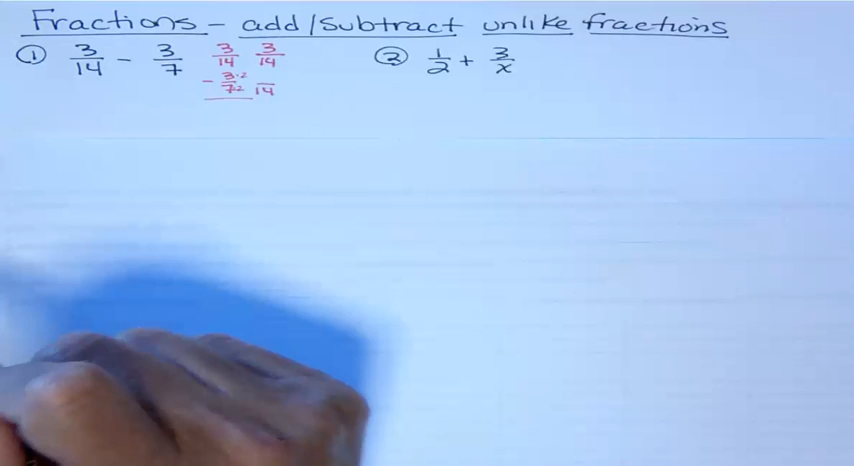 Fractions - add/subtract unlike fractions
① 3/14 - 3/7 3/14 3/14 ② 1/2 + 3/x
- 3·2/7·2 /14